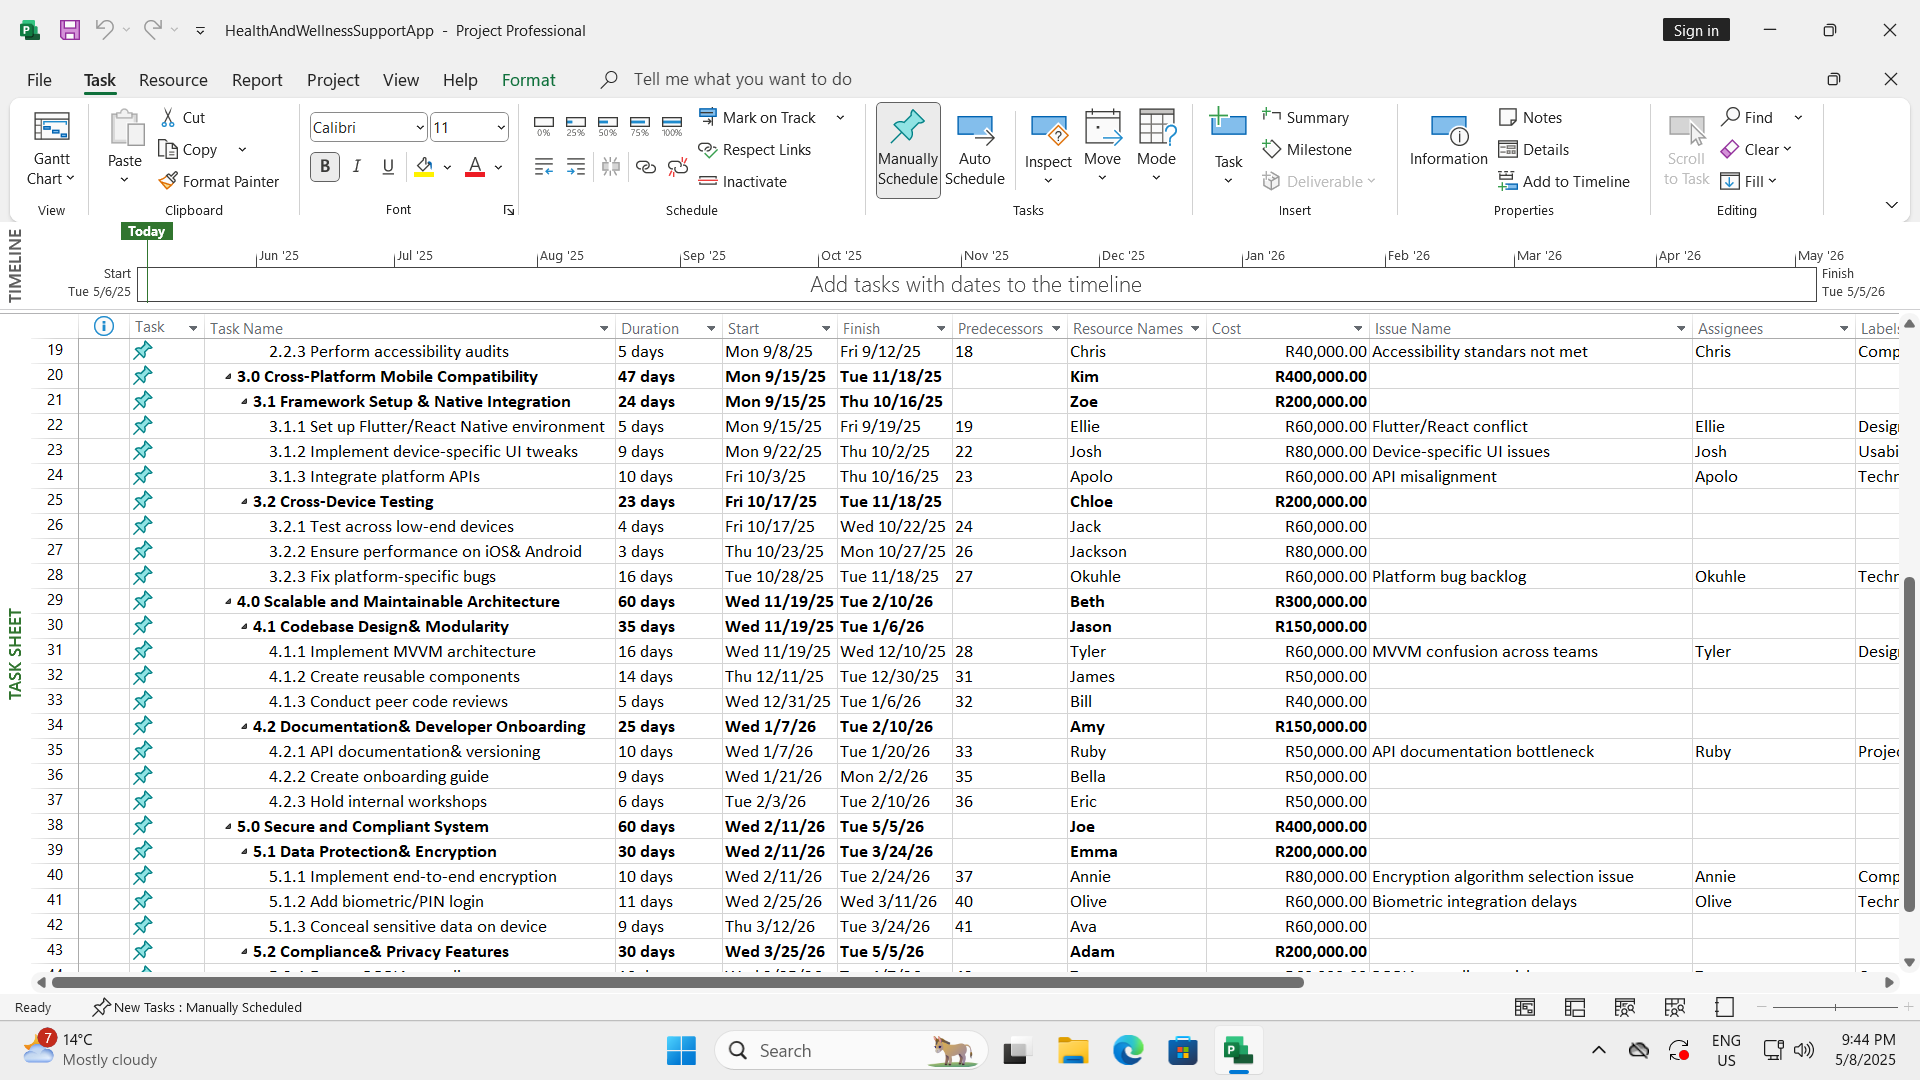 HealthAndWellnessSupportApp - Project Professional
Sign in
File Task Resource Report Project View Help Format Tell me what you want to do
Gantt Chart
View
Paste
Cut
Copy
Format Painter
Clipboard
Calibri 11
B I U A
Font
0% 25% 50% 75% 100%
Mark on Track
Respect Links
Inactivate
Schedule
Manually Schedule
Auto Schedule
Inspect
Move
Mode
Tasks
Task
Summary
Milestone
Deliverable
Insert
Information
Notes
Details
Add to Timeline
Properties
Scroll to Task
Find
Clear
Fill
Editing
TIMELINE
Today
Jun '25 Jul '25 Aug '25 Sep '25 Oct '25 Nov '25 Dec '25 Jan '26 Feb '26 Mar '26 Apr '26 May '26
Start
Tue 5/6/25
Add tasks with dates to the timeline
Finish
Tue 5/5/26
TASK SHEET
Task Task Name Duration Start Finish Predecessors Resource Names Cost Issue Name Assignees Labels
19 2.2.3 Perform accessibility audits 5 days Mon 9/8/25 Fri 9/12/25 18 Chris R40,000.00 Accessibility standars not met Chris Comp
20 3.0 Cross-Platform Mobile Compatibility 47 days Mon 9/15/25 Tue 11/18/25 Kim R400,000.00
21 3.1 Framework Setup & Native Integration 24 days Mon 9/15/25 Thu 10/16/25 Zoe R200,000.00
22 3.1.1 Set up Flutter/React Native environment 5 days Mon 9/15/25 Fri 9/19/25 19 Ellie R60,000.00 Flutter/React conflict Ellie Desig
23 3.1.2 Implement device-specific UI tweaks 9 days Mon 9/22/25 Thu 10/2/25 22 Josh R80,000.00 Device-specific UI issues Josh Usabi
24 3.1.3 Integrate platform APIs 10 days Fri 10/3/25 Thu 10/16/25 23 Apolo R60,000.00 API misalignment Apolo Techr
25 3.2 Cross-Device Testing 23 days Fri 10/17/25 Tue 11/18/25 Chloe R200,000.00
26 3.2.1 Test across low-end devices 4 days Fri 10/17/25 Wed 10/22/25 24 Jack R60,000.00
27 3.2.2 Ensure performance on iOS& Android 3 days Thu 10/23/25 Mon 10/27/25 26 Jackson R80,000.00
28 3.2.3 Fix platform-specific bugs 16 days Tue 10/28/25 Tue 11/18/25 27 Okuhle R60,000.00 Platform bug backlog Okuhle Techr
29 4.0 Scalable and Maintainable Architecture 60 days Wed 11/19/25 Tue 2/10/26 Beth R300,000.00
30 4.1 Codebase Design& Modularity 35 days Wed 11/19/25 Tue 1/6/26 Jason R150,000.00
31 4.1.1 Implement MVVM architecture 16 days Wed 11/19/25 Wed 12/10/25 28 Tyler R60,000.00 MVVM confusion across teams Tyler Desig
32 4.1.2 Create reusable components 14 days Thu 12/11/25 Tue 12/30/25 31 James R50,000.00
33 4.1.3 Conduct peer code reviews 5 days Wed 12/31/25 Tue 1/6/26 32 Bill R40,000.00
34 4.2 Documentation& Developer Onboarding 25 days Wed 1/7/26 Tue 2/10/26 Amy R150,000.00
35 4.2.1 API documentation& versioning 10 days Wed 1/7/26 Tue 1/20/26 33 Ruby R50,000.00 API documentation bottleneck Ruby Projec
36 4.2.2 Create onboarding guide 9 days Wed 1/21/26 Mon 2/2/26 35 Bella R50,000.00
37 4.2.3 Hold internal workshops 6 days Tue 2/3/26 Tue 2/10/26 36 Eric R50,000.00
38 5.0 Secure and Compliant System 60 days Wed 2/11/26 Tue 5/5/26 Joe R400,000.00
39 5.1 Data Protection& Encryption 30 days Wed 2/11/26 Tue 3/24/26 Emma R200,000.00
40 5.1.1 Implement end-to-end encryption 10 days Wed 2/11/26 Tue 2/24/26 37 Annie R80,000.00 Encryption algorithm selection issue Annie Comp
41 5.1.2 Add biometric/PIN login 11 days Wed 2/25/26 Wed 3/11/26 40 Olive R60,000.00 Biometric integration delays Olive Techr
42 5.1.3 Conceal sensitive data on device 9 days Thu 3/12/26 Tue 3/24/26 41 Ava R60,000.00
43 5.2 Compliance& Privacy Features 30 days Wed 3/25/26 Tue 5/5/26 Adam R200,000.00
Ready New Tasks : Manually Scheduled
7 14°C
Mostly cloudy
Search
ENG
US
9:44 PM
5/8/2025